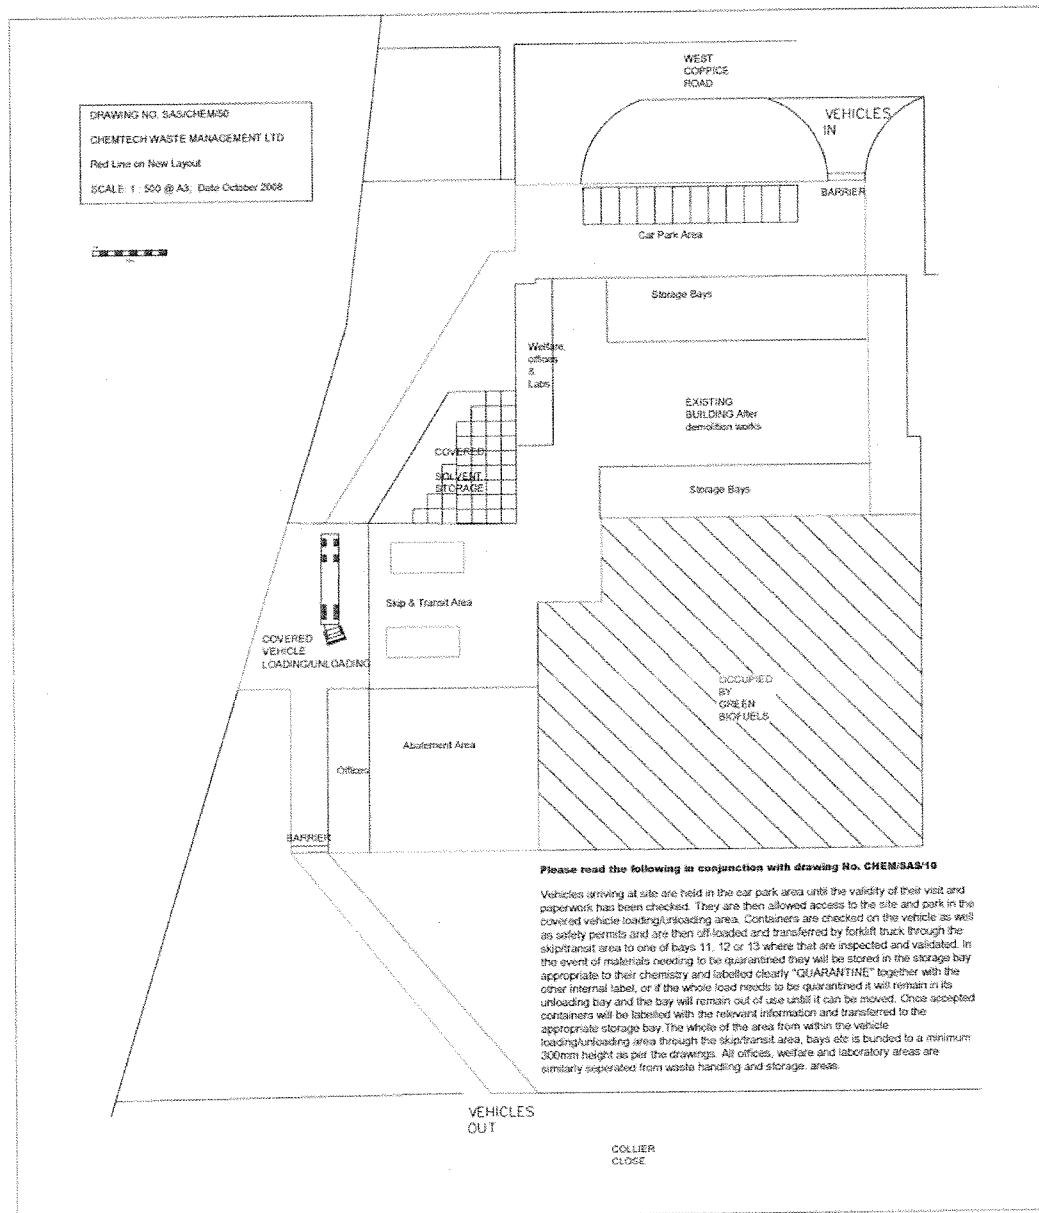 WEST
COPPICE
ROAD
DRAWING NO. SAS/CHEM/50
CHEMTECH WASTE MANAGEMENT LTD
Red Line on New Layout
SCALE: 1 : 500 @ A3; Date October 2008
VEHICLES
IN
BARRIER
Car Park Area
Storage Bays
Welfare,
offices
&
Labs
EXISTING
BUILDING After
demolition works
COVERED
SOLVENT
STORAGE
Storage Bays
Skip & Transit Area
COVERED
VEHICLE
LOADING/UNLOADING
OCCUPIED
BY
GREEN
BIOFUELS
Abatement Area
Offices
BARRIER
Please read the following in conjunction with drawing No. CHEM/SAS/10
Vehicles arriving at site are held in the car park area until the validity of their visit and
paperwork has been checked. They are then allowed access to the site and park in the
covered vehicle loading/unloading area. Containers are checked on the vehicle as well
as safety permits and are then off-loaded and transferred by forklift truck through the
skip/transit area to one of bays 11, 12 or 13 where that are inspected and validated. In
the event of materials needing to be quarantined they will be stored in the storage bay
appropriate to their chemistry and labelled clearly "QUARANTINE" together with the
other internal label, or if the whole load needs to be quarantined it will remain in its
unloading bay and the bay will remain out of use until it can be moved. Once accepted
containers will be labelled with the relevant information and transferred to the
appropriate storage bay. The whole of the area from within the vehicle
loading/unloading area through the skip/transit area, bays etc is bunded to a minimum
300mm height as per the drawings. All offices, welfare and laboratory areas are
similarly seperated from waste handling and storage. areas.
VEHICLES
OUT
COLLIER
CLOSE